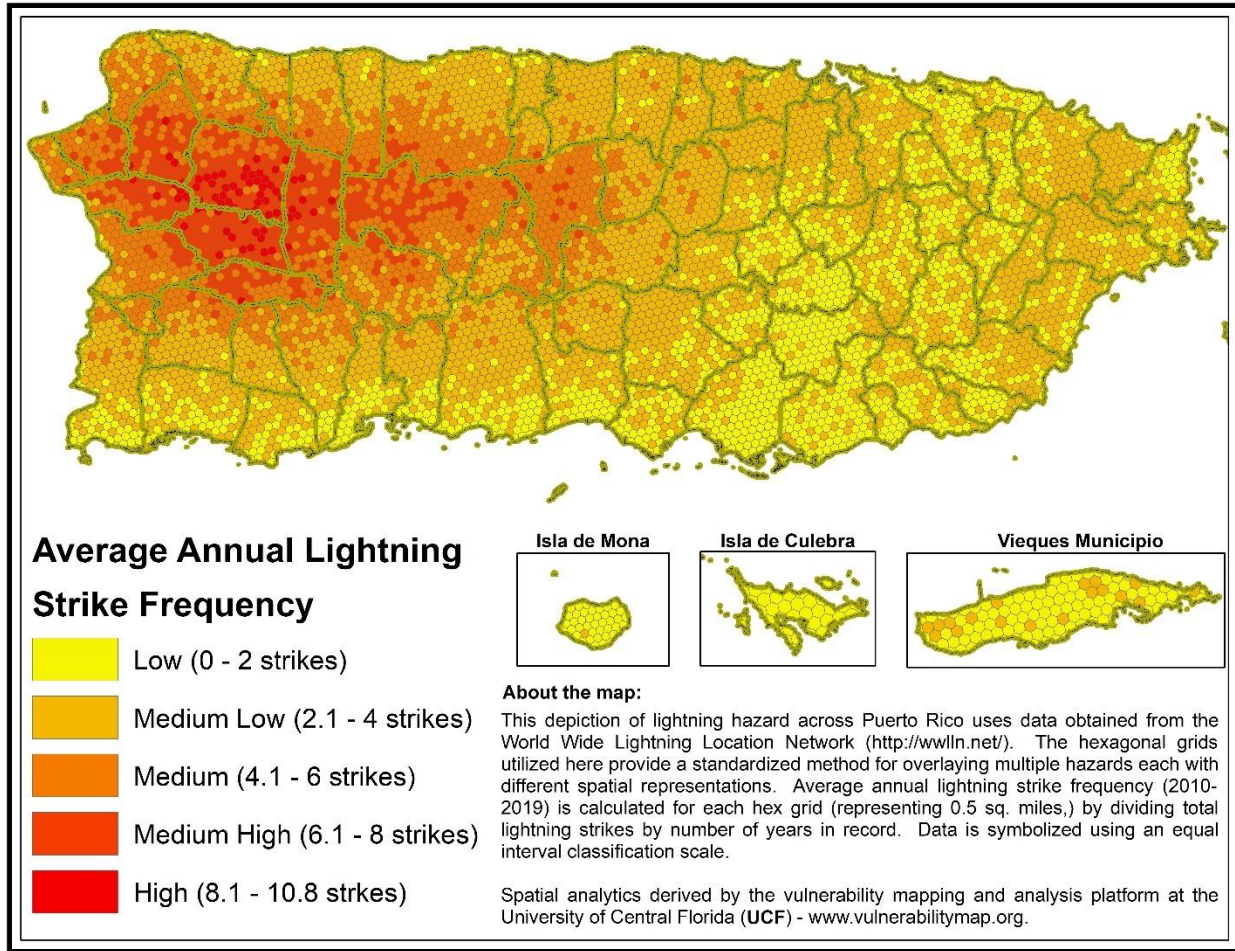 Average Annual Lightning
Strike Frequency
Low (0 - 2 strikes)
Medium Low (2.1 - 4 strikes)
Medium (4.1 - 6 strikes)
Medium High (6.1 - 8 strikes)
High (8.1 - 10.8 strkes)
Isla de Mona
Isla de Culebra
Vieques Municipio
About the map:
This depiction of lightning hazard across Puerto Rico uses data obtained from the
World Wide Lightning Location Network (http://wwlln.net/). The hexagonal grids
utilized here provide a standardized method for overlaying multiple hazards each with
different spatial representations. Average annual lightning strike frequency (2010-
2019) is calculated for each hex grid (representing 0.5 sq. miles,) by dividing total
lightning strikes by number of years in record. Data is symbolized using an equal
interval classification scale.
Spatial analytics derived by the vulnerability mapping and analysis platform at the
University of Central Florida (UCF) - www.vulnerabilitymap.org.